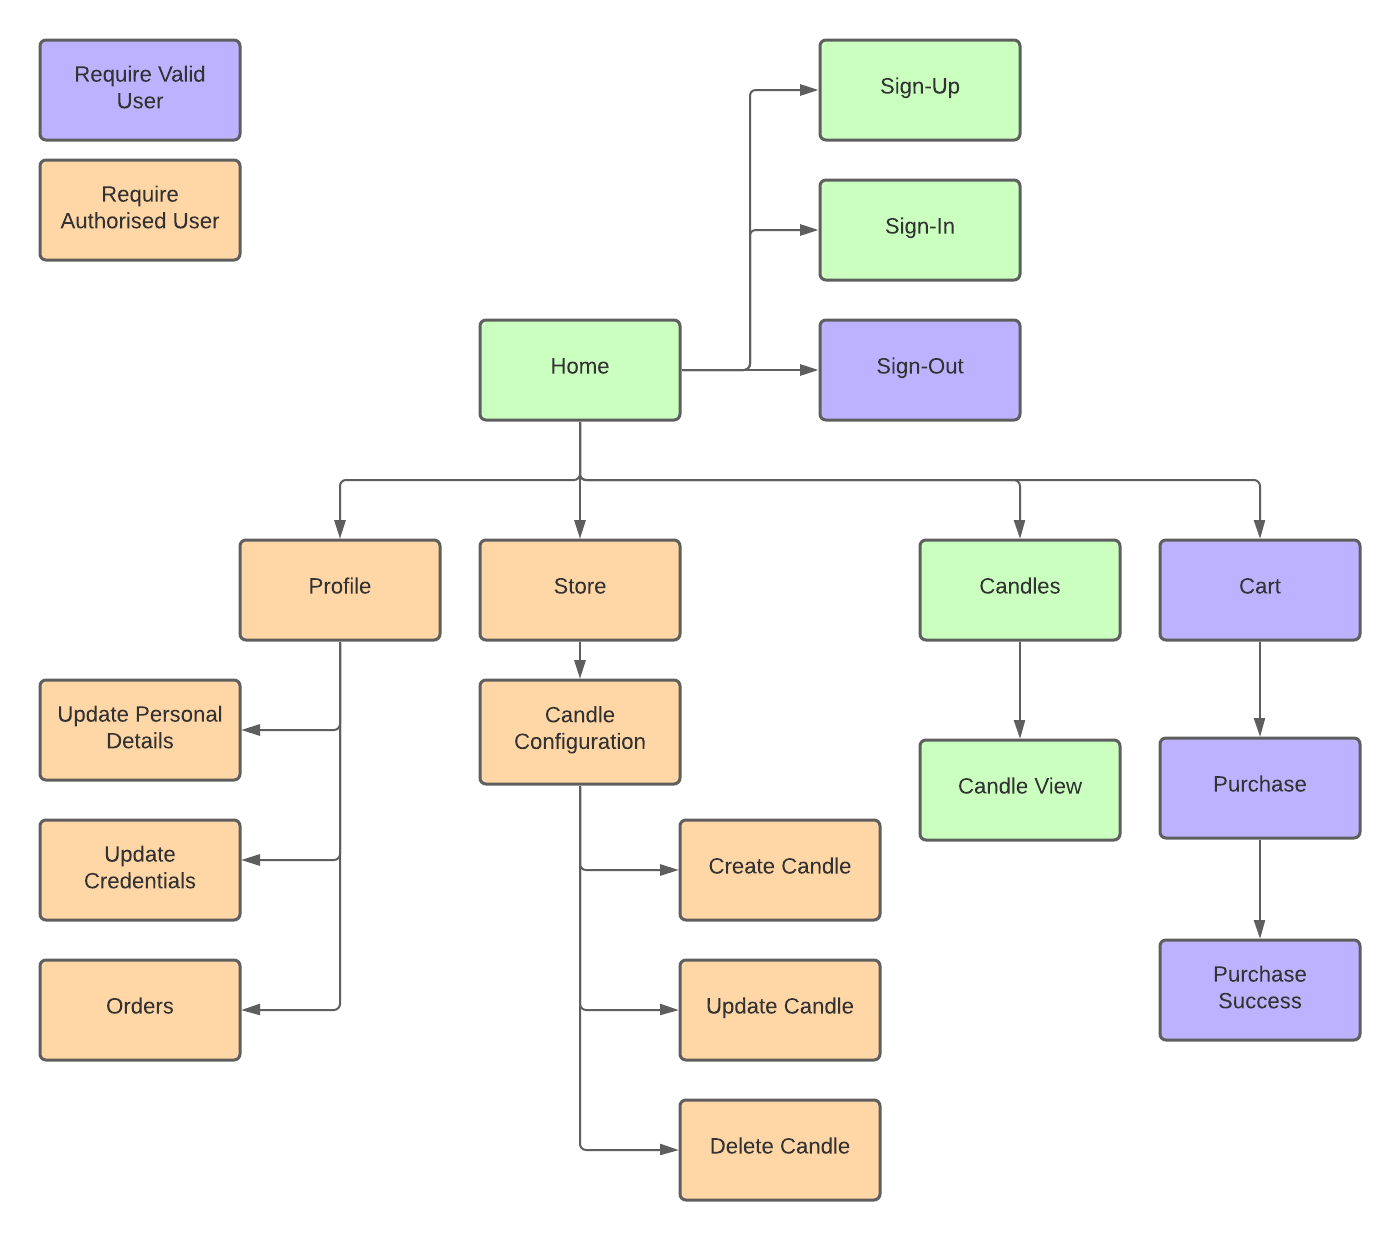 Require Valid
User
Require
Authorised User
Sign-Up
Sign-In
Home
Sign-Out
Profile
Store
Candles
Cart
Update Personal
Details
Candle
Configuration
Candle View
Purchase
Update
Credentials
Create Candle
Orders
Update Candle
Purchase
Success
Delete Candle